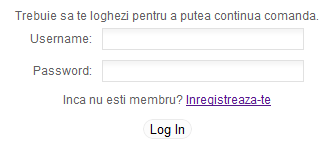 Trebuie sa te loghezi pentru a putea continua comanda.
Username:
Password:
Inca nu esti membru? Inregistreaza-te
Log In